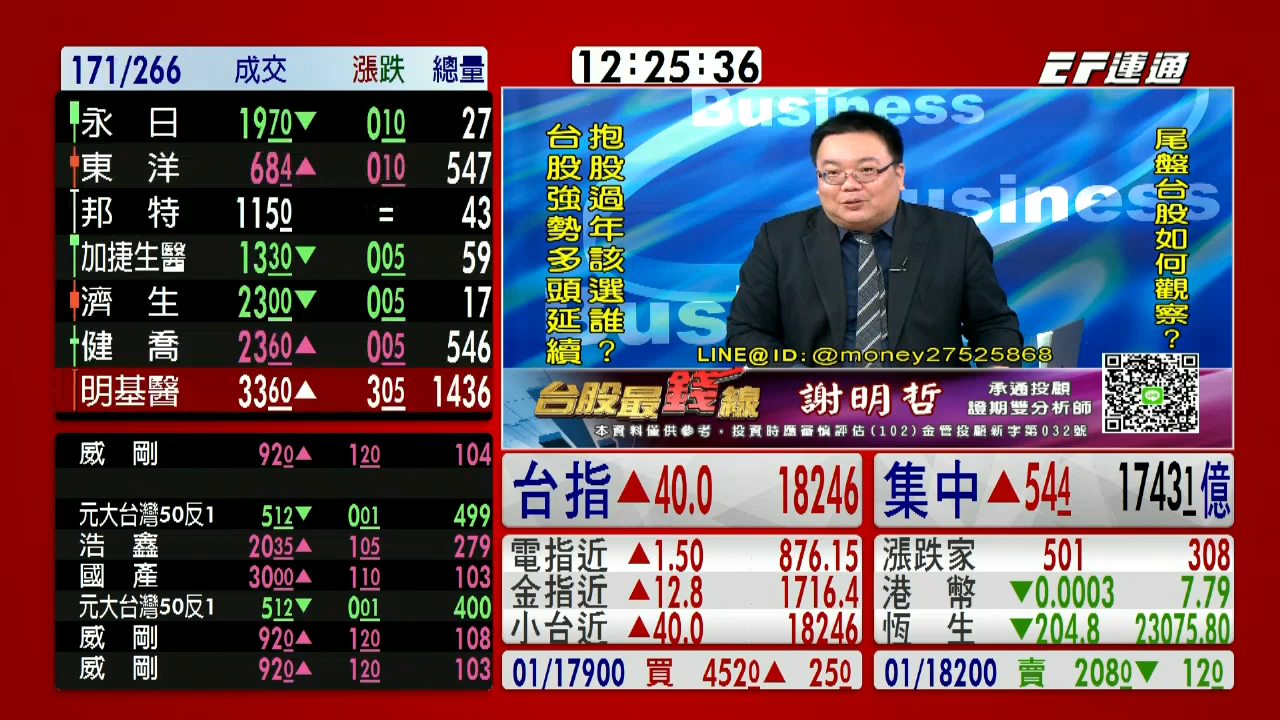 171/266 成交 漲跌 總量
永日 1970▼ 010 27
東洋 684▲ 010 547
邦特 1150 = 43
加捷生醫 1330▼ 005 59
濟生 2300▼ 005 17
健喬 2360▲ 005 546
明基醫 3360▲ 305 1436
威剛 920▲ 120 104
元大台灣50反1 512▼ 001 499
浩鑫 2035▲ 105 279
國產 3000▲ 110 103
元大台灣50反1 512▼ 001 400
威剛 920▲ 120 108
威剛 920▲ 120 103
12:25:36
EF運通
Business
Business
抱股過年該選誰？
台股強勢多頭延續
尾盤台股如何觀察？
LINE@ID: @money27525868
台股最錢線 謝明哲
承通投顧
證期雙分析師
本資料僅供參考，投資時應審慎評估(102)金管投顧新字第032號
台指▲40.0 18246
集中▲544 17431億
電指近 ▲1.50 876.15
金指近 ▲12.8 1716.4
小台近 ▲40.0 18246
漲跌家 501 308
港幣 ▼0.0003 7.79
恆生 ▼204.8 23075.80
01/17900 買 4520▲ 250
01/18200 賣 2080▼ 120